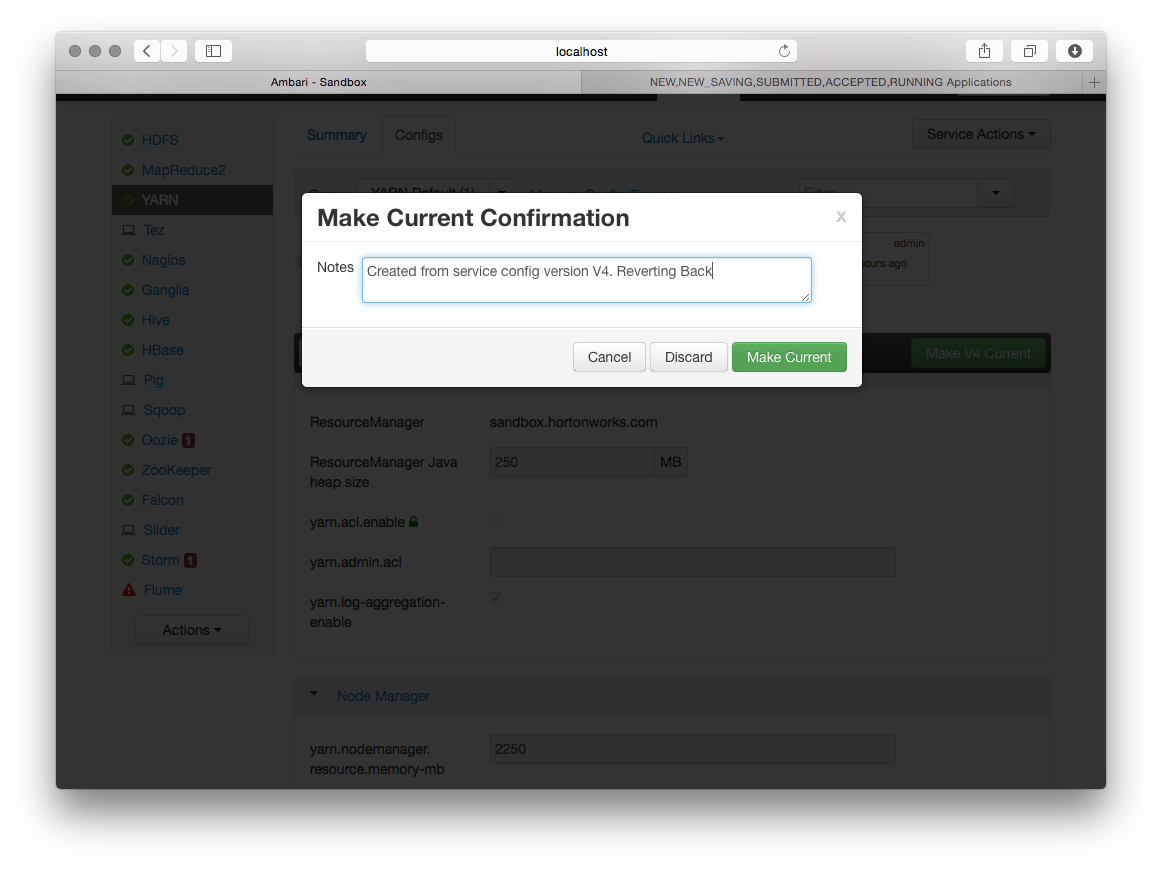 localhost
Ambari - Sandbox
NEW,NEW_SAVING,SUBMITTED,ACCEPTED,RUNNING Applications
HDFS
MapReduce2
YARN
Tez
Nagios
Ganglia
Hive
HBase
Pig
Sqoop
Oozie 1
ZooKeeper
Falcon
Slider
Storm 1
Flume
Actions
Summary
Configs
Quick Links
Service Actions
YARN Default (1)
Filter
admin
ours ago
Make Current Confirmation
x
Notes
Created from service config version V4. Reverting Back
Cancel
Discard
Make Current
Make V4 Current
ResourceManager
sandbox.hortonworks.com
ResourceManager Java
heap size
250
MB
yarn.acl.enable
yarn.admin.acl
yarn.log-aggregation-
enable
Node Manager
yarn.nodemanager.
resource.memory-mb
2250